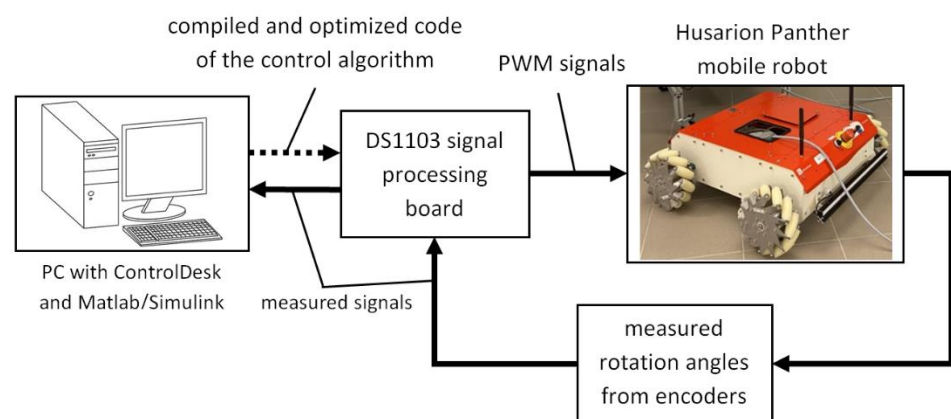 compiled and optimized code
of the control algorithm
PWM signals
Husarion Panther
mobile robot
DS1103 signal
processing
board
PC with ControlDesk
and Matlab/Simulink
measured signals
measured
rotation angles
from encoders